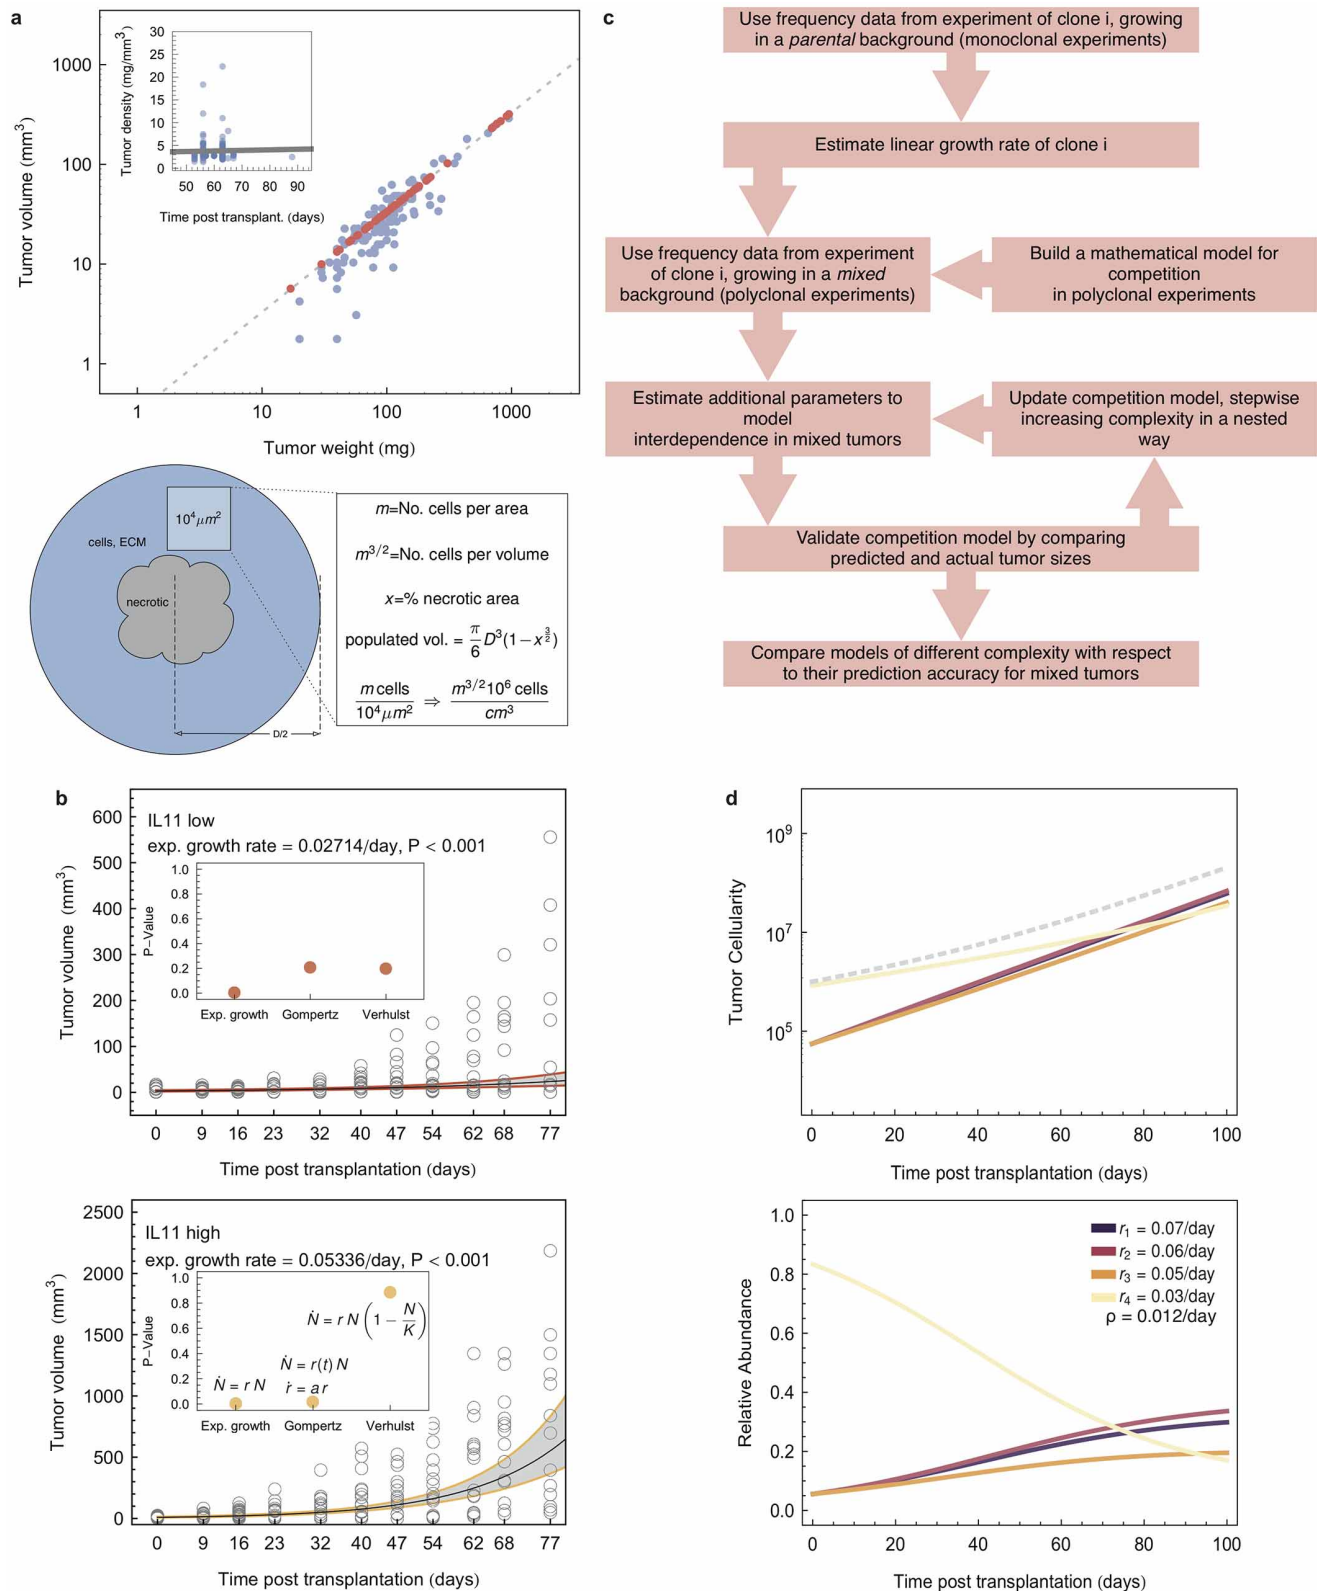 a
Tumor volume (mm³)
1000
100
10
1
1
10
100
1000
Tumor weight (mg)
Tumor density (mg/mm³)
30
25
20
15
10
5
0
50
60
70
80
90
Time post transplant. (days)
10⁴ μm²
cells, ECM
necrotic
D/2
m=No. cells per area
m^{3/2}=No. cells per volume
x=% necrotic area
populated vol. = π/6 D³(1−x^{3/2})
m cells / 10⁴ μm² ⇒ m^{3/2} 10⁶ cells / cm³
c
Use frequency data from experiment of clone i, growing
in a parental background (monoclonal experiments)
Estimate linear growth rate of clone i
Use frequency data from experiment
of clone i, growing in a mixed
background (polyclonal experiments)
Build a mathematical model for
competition
in polyclonal experiments
Estimate additional parameters to
model
interdependence in mixed tumors
Update competition model, stepwise
increasing complexity in a nested
way
Validate competition model by comparing
predicted and actual tumor sizes
Compare models of different complexity with respect
to their prediction accuracy for mixed tumors
b
Tumor volume (mm³)
600
500
400
300
200
100
0
IL11 low
exp. growth rate = 0.02714/day, P < 0.001
P−Value
1.0
0.8
0.6
0.4
0.2
0.0
Exp. growth
Gompertz
Verhulst
0 9 16 23 32 40 47 54 62 68 77
Time post transplantation (days)
Tumor volume (mm³)
2500
2000
1500
1000
500
0
IL11 high
exp. growth rate = 0.05336/day, P < 0.001
P−Value
1.0
0.8
0.6
0.4
0.2
0.0
Ṅ = r N
Ṅ = r(t) N
ṙ = a r
Ṅ = r N (1 − N/K)
Exp. growth
Gompertz
Verhulst
0 9 16 23 32 40 47 54 62 68 77
Time post transplantation (days)
d
Tumor Cellularity
10⁹
10⁷
10⁵
0 20 40 60 80 100
Time post transplantation (days)
Relative Abundance
1.0
0.8
0.6
0.4
0.2
0.0
r₁ = 0.07/day
r₂ = 0.06/day
r₃ = 0.05/day
r₄ = 0.03/day
ρ = 0.012/day
0 20 40 60 80 100
Time post transplantation (days)